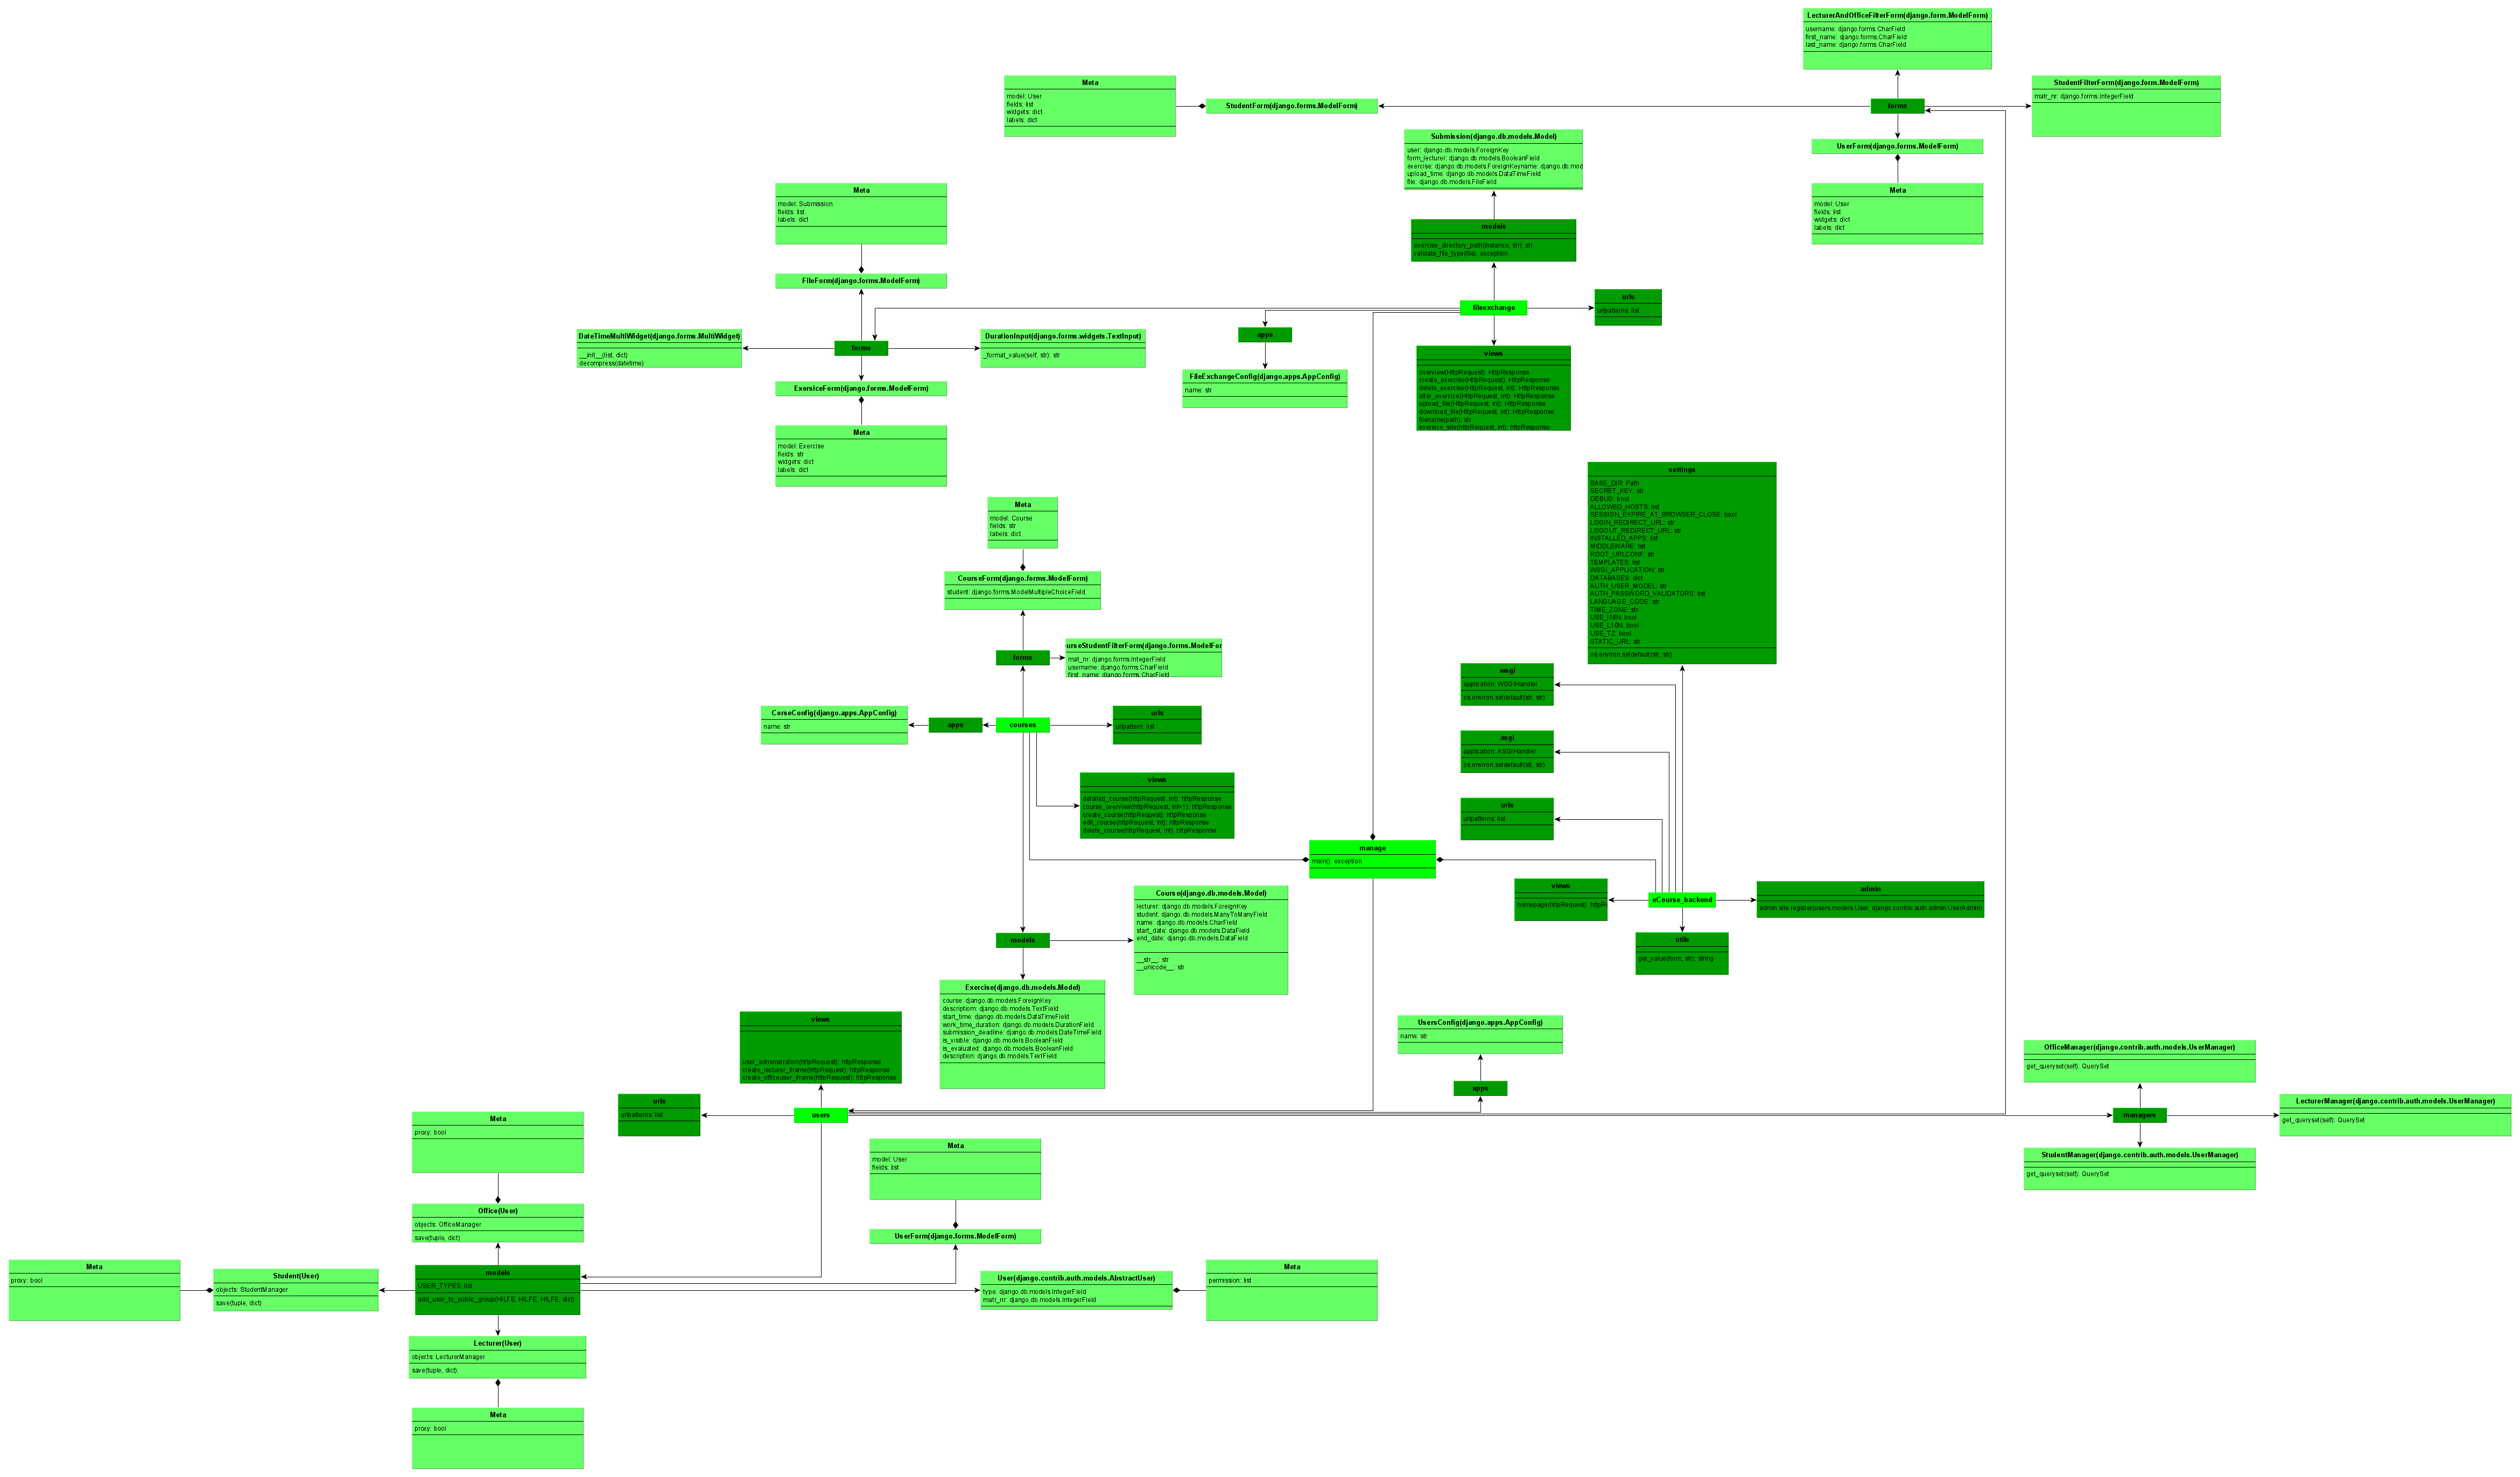 LecturerAndOfficeFilterForm(django.form.ModelForm)
username: django.forms.CharField
first_name: django.forms.CharField
last_name: django.forms.CharField
Meta
model: User
fields: list
widgets: dict
labels: dict
StudentForm(django.forms.ModelForm)
forms
StudentFilterForm(django.form.ModelForm)
matr_nr: django.forms.IntegerField
UserForm(django.forms.ModelForm)
Meta
model: User
fields: list
widgets: dict
labels: dict
Submission(django.db.models.Model)
user: django.db.models.ForeignKey
form_lecturer: django.db.models.BooleanField
exercise: django.db.models.ForeignKeyname: django.db.mod
upload_time: django.db.models.DataTimeField
file: django.db.models.FileField
models
exercise_directory_path(instance, str): str
validate_file_type(file): exception
Meta
model: Submission
fields: list
labels: dict
FileForm(django.forms.ModelForm)
fileexchange
urls
urlpatterns: list
DateTimeMultiWidget(django.forms.MultiWidget)
__init__(list, dict)
decompress(datetime)
forms
DurationInput(django.forms.widgets.TextInput)
_format_value(self, str): str
apps
FileExchangeConfig(django.apps.AppConfig)
name: str
views
overview(HttpRequest): HttpResponse
create_exercise(HttpRequest): HttpResponse
delete_exercise(HttpRequest, int): HttpResponse
alter_exercice(HttpRequest, int): HttpResponse
upload_file(HttpRequest, int): HttpResponse
download_file(HttpRequest, int): HttpResponse
filename(path): str
exersice_site(httpRequest, int): httpResponse
ExersiceForm(django.forms.ModelForm)
Meta
model: Exercise
fields: str
widgets: dict
labels: dict
settings
BASE_DIR: Path
SECRET_KEY: str
DEBUG: bool
ALLOWED_HOSTS: list
SESSION_EXPIRE_AT_BROWSER_CLOSE: bool
LOGIN_REDIRECT_URL: str
LOGOUT_REDIRECT_URL: str
INSTALLED_APPS: list
MIDDLEWARE: list
ROOT_URLCONF: str
TEMPLATES: list
WSGI_APPLICATION: str
DATABASES: dict
AUTH_USER_MODEL: str
AUTH_PASSWORD_VALIDATORS: list
LANGUAGE_CODE: str
TIME_ZONE: str
USE_I18N: bool
USE_L10N: bool
USE_TZ: bool
STATIC_URL: str
os.environ.setdefault(str, str)
Meta
model: Course
fields: str
labels: dict
CourseForm(django.forms.ModelForm)
student: django.forms.ModelMultipleChoiceField
forms
ourseStudentFilterForm(django.forms.ModelFor
mat_nr: django.forms.IntegerField
username: django.forms.CharField
first_name: django.forms.CharField
wsgi
application: WSGIHandler
os.environ.setdefault(str, str)
CorseConfig(django.apps.AppConfig)
name: str
apps
courses
urls
urlpattern: list
asgi
application: ASGIHandler
os.environ.setdefault(str, str)
views
detailed_course(httpRequest, int): httpResponse
course_overview(httpRequest, int=1): httpResponse
create_course(httpRequest): httpResponse
edit_course(httpRequest, int): httpResponse
delete_course(httpRequest, int): httpResponse
urls
urlpatterns: list
manage
main(): exception
views
homepage(httpRequest): httpR
eCourse_backend
admin
admin.site.register(users.models.User, django.contrib.auth.admin.UserAdmin)
utils
get_value(form, str): string
models
Course(django.db.models.Model)
lecturer: django.db.models.ForeignKey
student: django.db.models.ManyToManyField
name: django.db.models.CharField
start_date: django.db.models.DataField
end_date: django.db.models.DataField
__str__: str
__unicode__: str
Exercise(django.db.models.Model)
course: django.db.models.ForeignKey
descriptiom: django.db.models.TextField
start_time: django.db.models.DataTimeField
work_time_duration: django.db.models.DurationField
submission_deadline: django.db.models.DateTimeField
is_visible: django.db.models.BooleanField
is_evaluated: django.db.models.BooleanField
description: django.db.models.TextField
views
user_administration(httpRequest): httpResponse
create_lecturer_iframe(httpRequest): httpResponse
create_officeuser_iframe(httpRequest): httpResponse
UsersConfig(django.apps.AppConfig)
name: str
apps
urls
urlpatterns: list
users
OfficeManager(django.contrib.auth.models.UserManager)
get_queryset(self): QuerySet
managers
LecturerManager(django.contrib.auth.models.UserManager)
get_queryset(self): QuerySet
StudentManager(django.contrib.auth.models.UserManager)
get_queryset(self): QuerySet
Meta
proxy: bool
Office(User)
objects: OfficeManager
save(tuple, dict)
Meta
model: User
fields: list
UserForm(django.forms.ModelForm)
Meta
proxy: bool
Student(User)
objects: StudentManager
save(tuple, dict)
models
USER_TYPES: list
add_user_to_public_group(HILFE, HILFE, HILFE, dict)
User(django.contrib.auth.models.AbstractUser)
type: django.db.models.IntegerField
matr_nr: django.db.models.IntegerField
Meta
permission: list
Lecturer(User)
objects: LecturerManager
save(tuple, dict)
Meta
proxy: bool